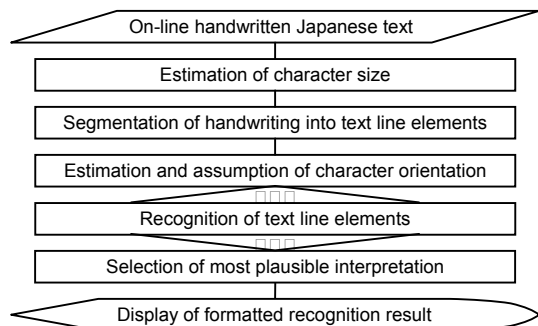 On-line handwritten Japanese text
Estimation of character size
Segmentation of handwriting into text line elements
Estimation and assumption of character orientation
Recognition of text line elements
Selection of most plausible interpretation
Display of formatted recognition result